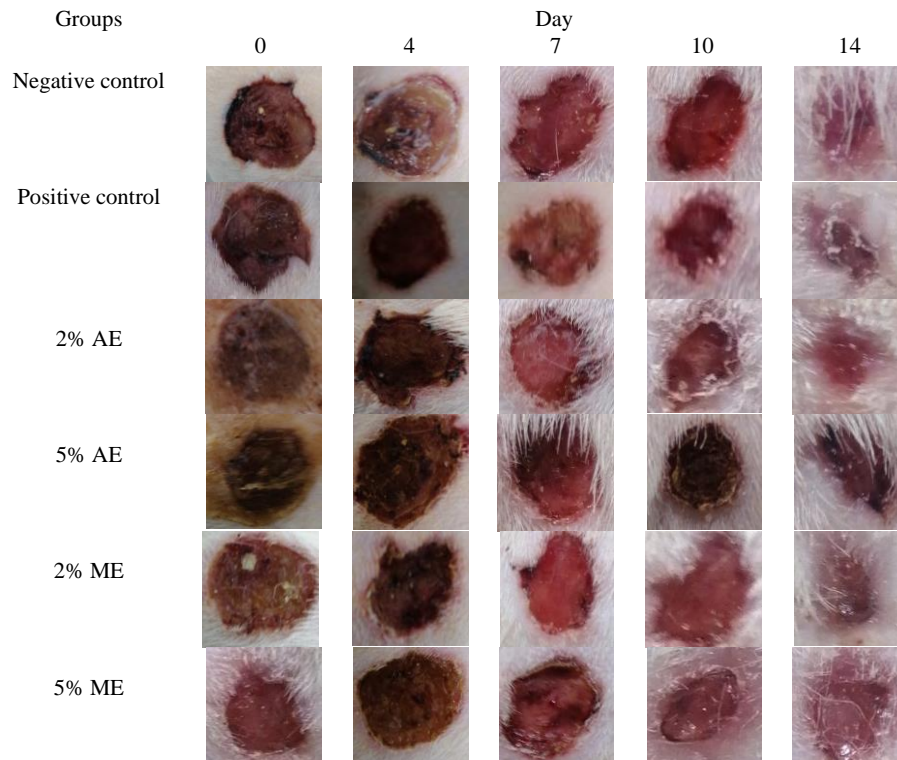 Groups Day
0 4 7 10 14
Negative control
Positive control
2% AE
5% AE
2% ME
5% ME